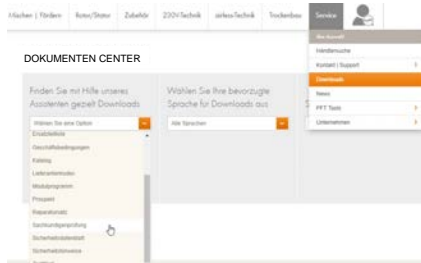 Mischen | Fördern Rotor/Stator Zubehör 230V-Technik airless-Technik Trockenbau Service
Händlersuche
Kontakt | Support
Downloads
News
PFT Tools
Unternehmen
DOKUMENTEN CENTER
Finden Sie mit Hilfe unseres
Assistenten gezielt Downloads
Wählen Sie eine Option
Ersatzteilliste
Geschäftsbedingungen
Katalog
Lieferantenkodex
Modulprogramm
Prospekt
Reparatursatz
Sachkundigenprüfung
Sicherheitsdatenblatt
Sicherheitshinweise
Wählen Sie Ihre bevorzugte
Sprache für Downloads aus
Alle Sprachen